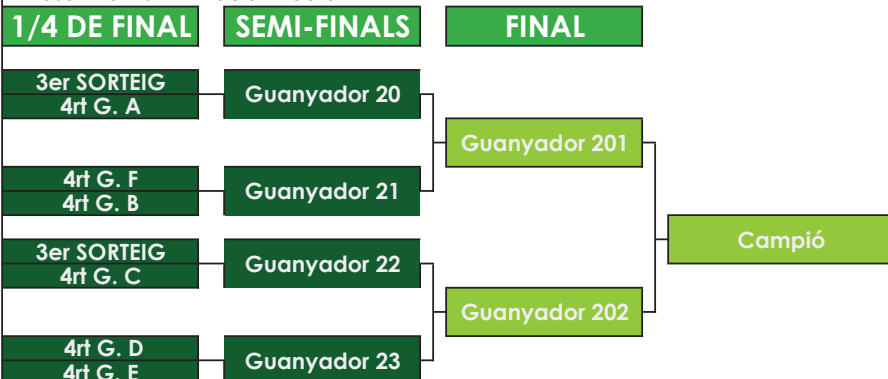 1/4 DE FINAL
SEMI-FINALS
FINAL
3er SORTEIG
4rt G. A
Guanyador 20
Guanyador 201
4rt G. F
4rt G. B
Guanyador 21
Campió
3er SORTEIG
4rt G. C
Guanyador 22
Guanyador 202
4rt G. D
4rt G. E
Guanyador 23